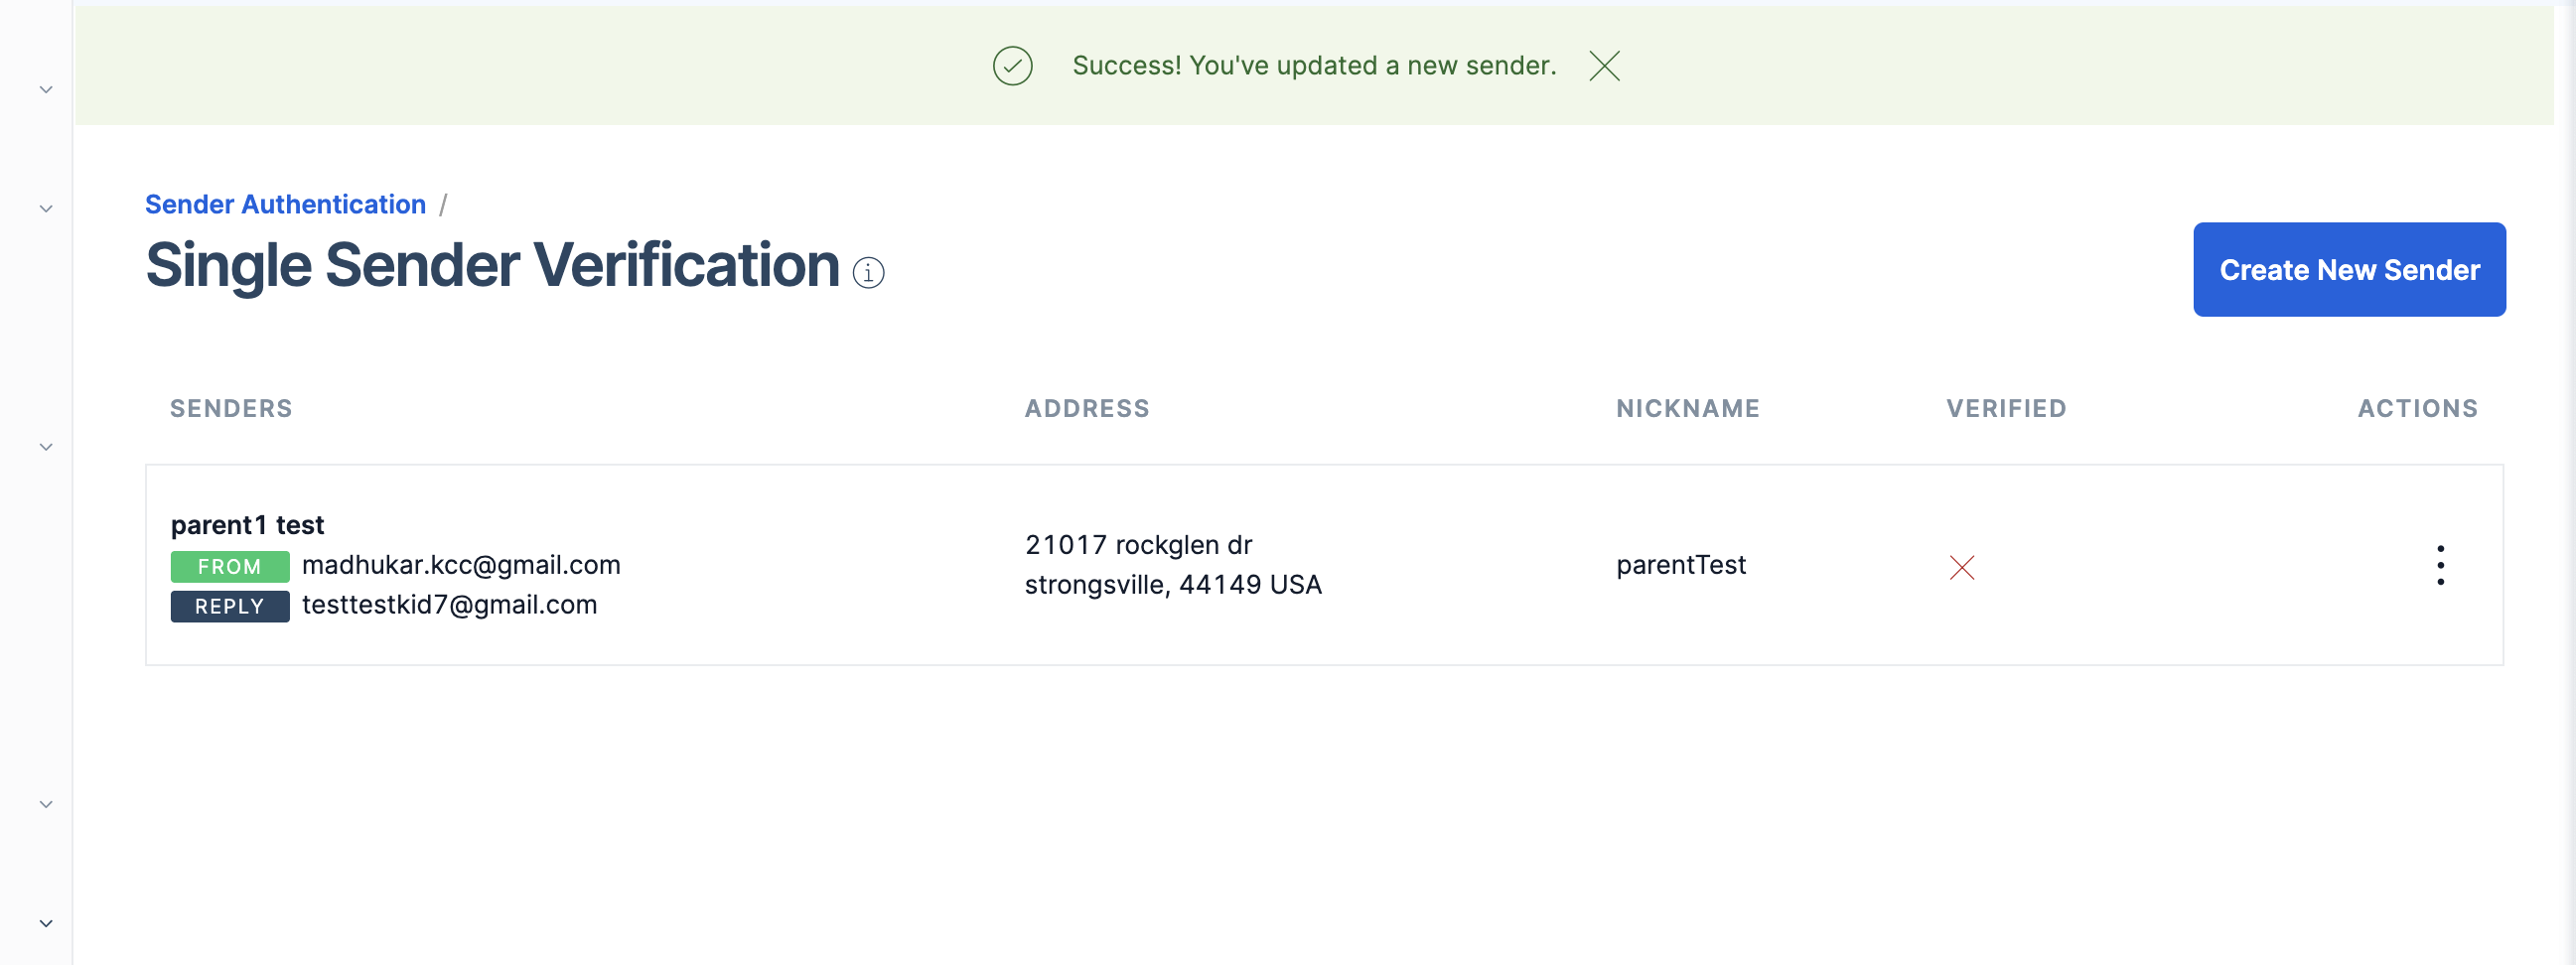 Success! You've updated a new sender.
Sender Authentication /
Single Sender Verification
Create New Sender
SENDERS ADDRESS NICKNAME VERIFIED ACTIONS
parent1 test
FROM madhukar.kcc@gmail.com
REPLY testtestkid7@gmail.com
21017 rockglen dr
strongsville, 44149 USA
parentTest